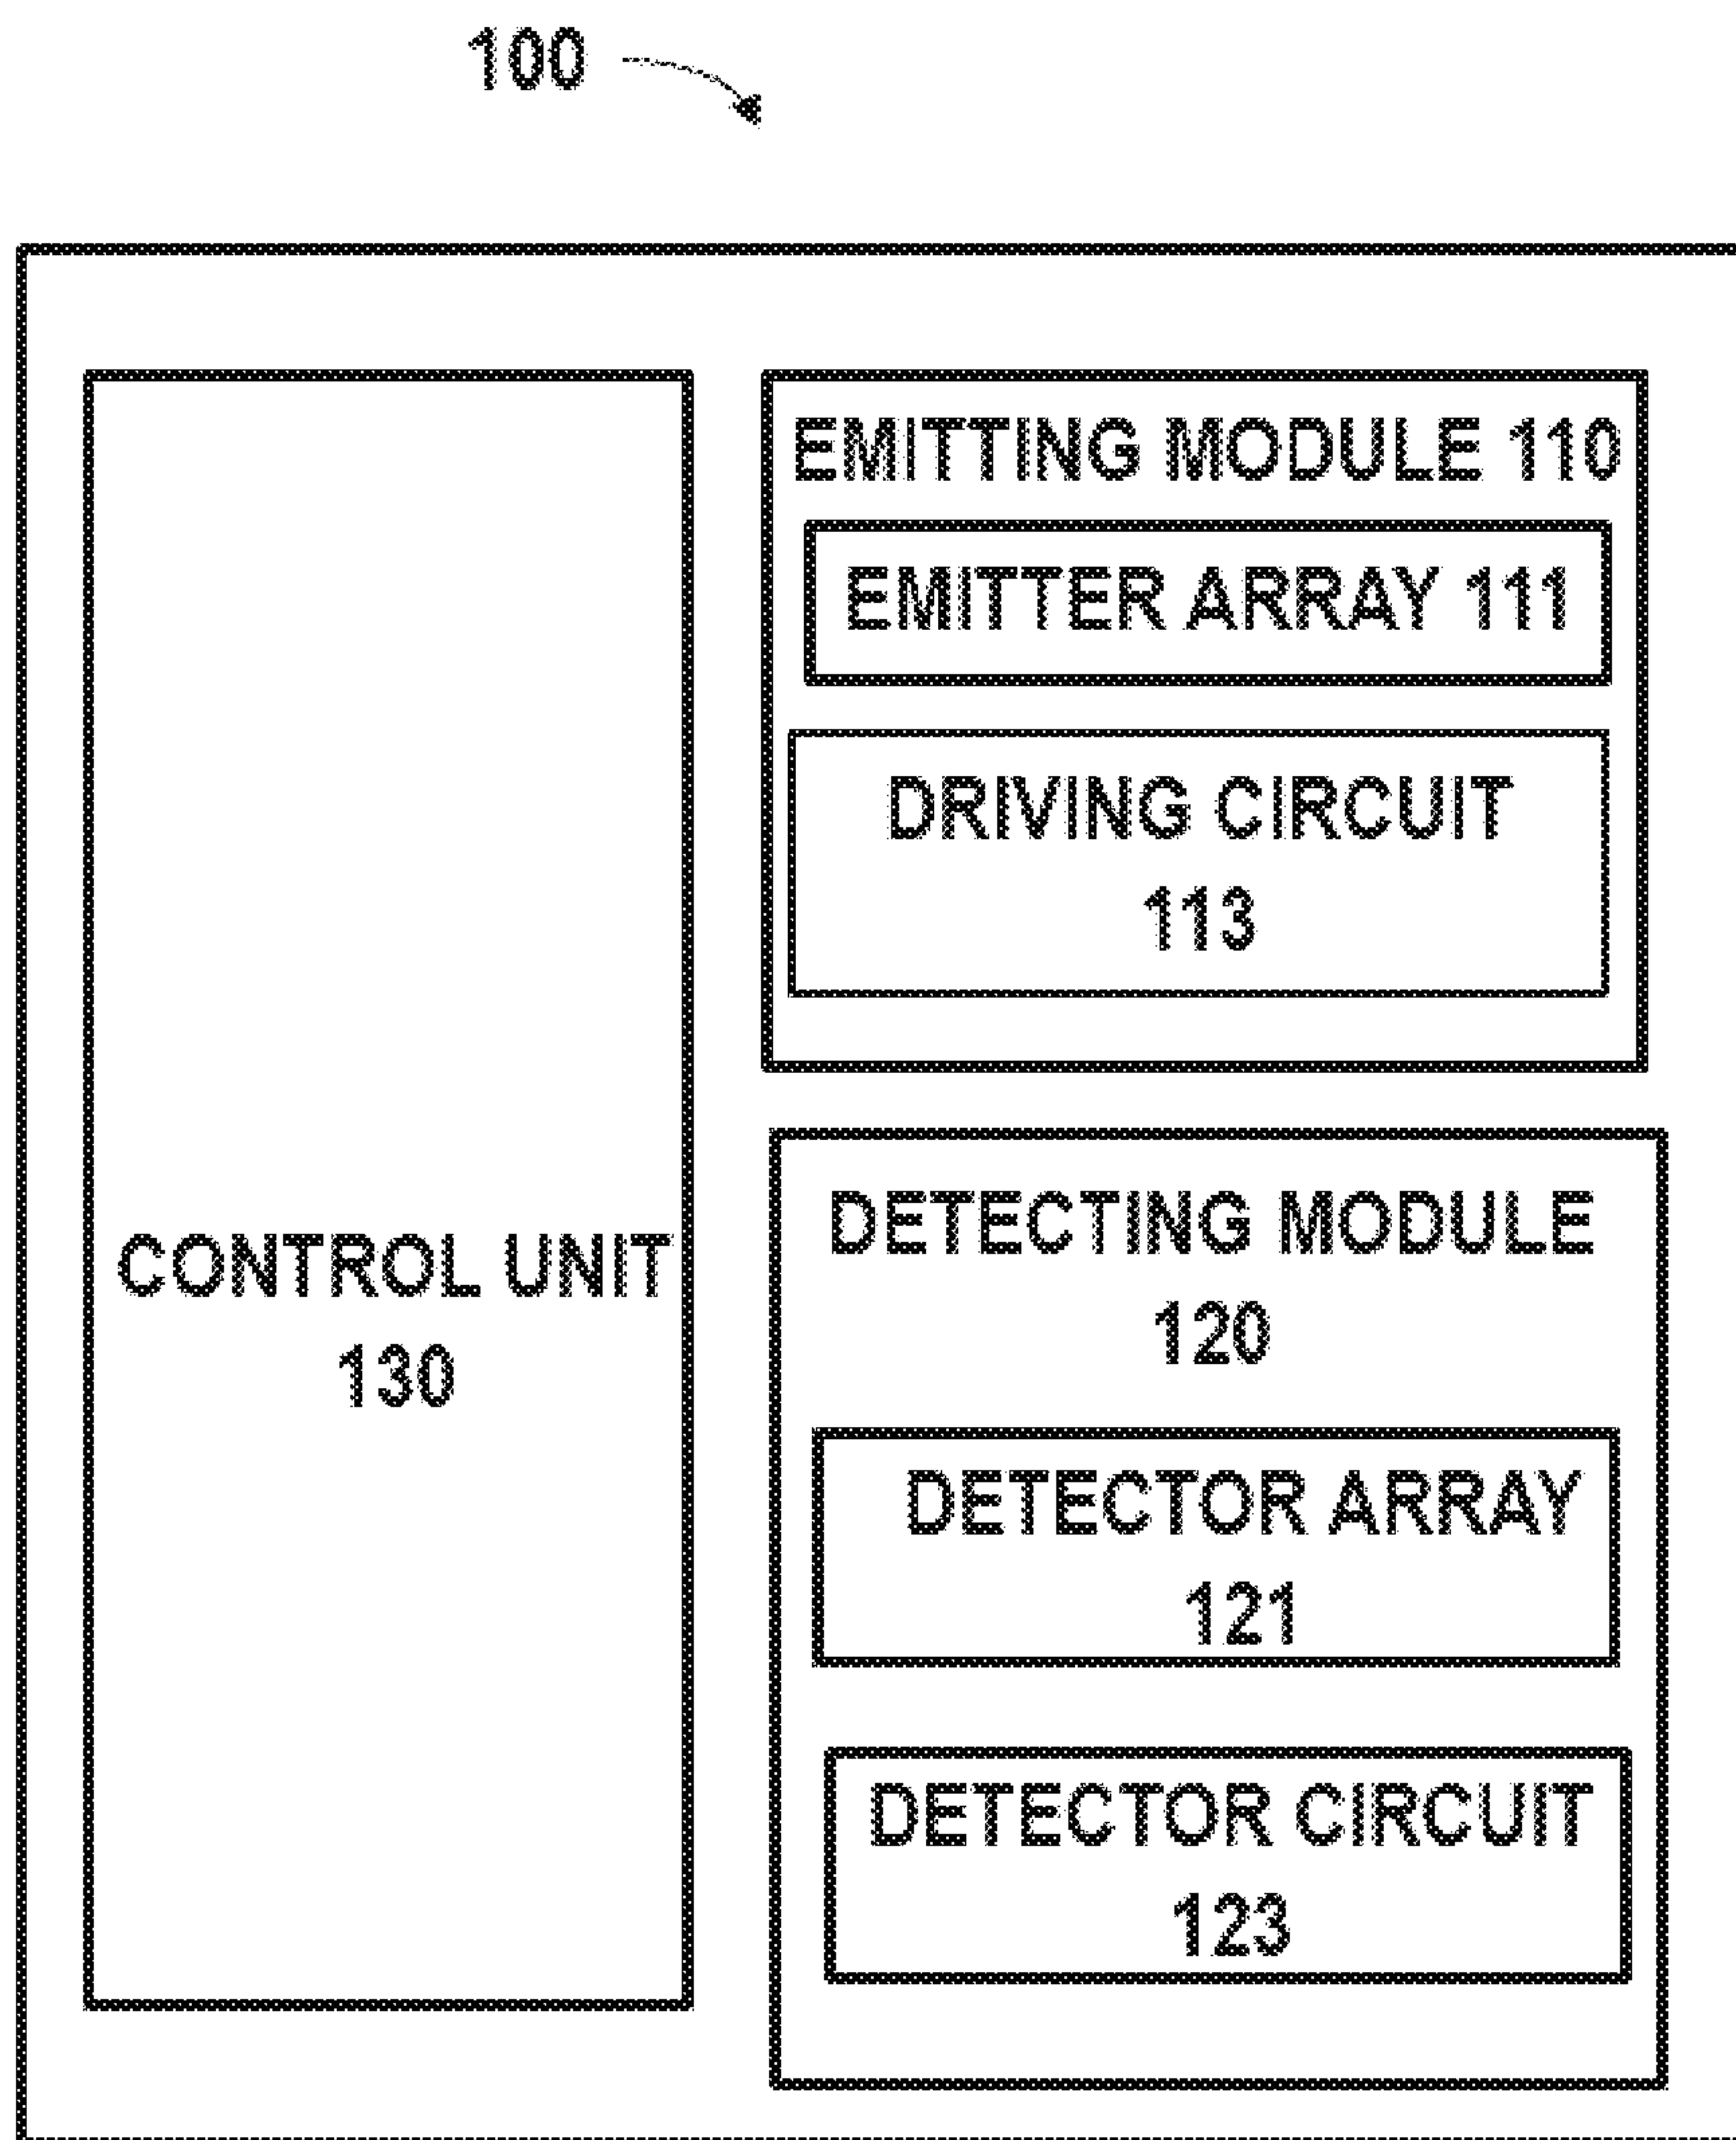 100
EMITTING MODULE 110
EMITTER ARRAY 111
DRIVING CIRCUIT
113
CONTROL UNIT
130
DETECTING MODULE
120
DETECTOR ARRAY
121
DETECTOR CIRCUIT
123